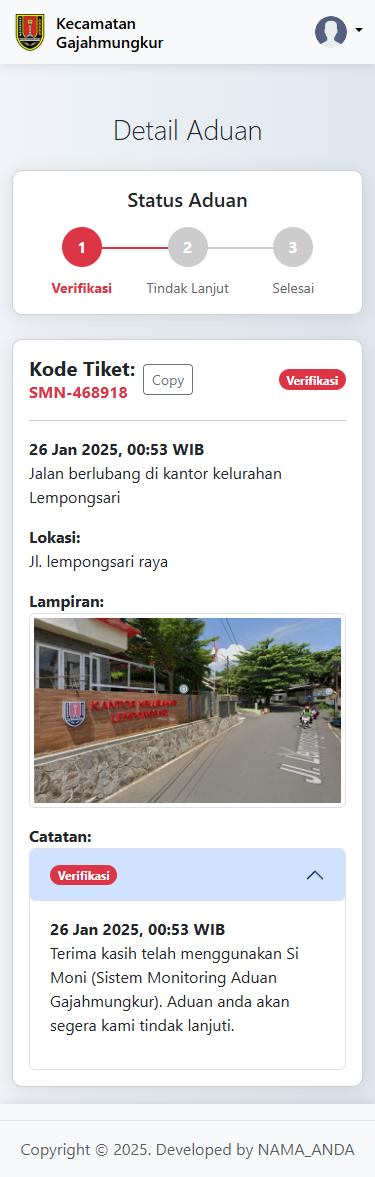 Kecamatan
Gajahmungkur
Detail Aduan
Status Aduan
1
2
3
Verifikasi
Tindak Lanjut
Selesai
Kode Tiket:
SMN-468918
Copy
Verifikasi
26 Jan 2025, 00:53 WIB
Jalan berlubang di kantor kelurahan
Lempongsari
Lokasi:
Jl. lempongsari raya
Lampiran:
KANTOR KELURAHAN
LEMPONGSARI
Catatan:
Verifikasi
26 Jan 2025, 00:53 WIB
Terima kasih telah menggunakan Si
Moni (Sistem Monitoring Aduan
Gajahmungkur). Aduan anda akan
segera kami tindak lanjuti.
Copyright © 2025. Developed by NAMA_ANDA